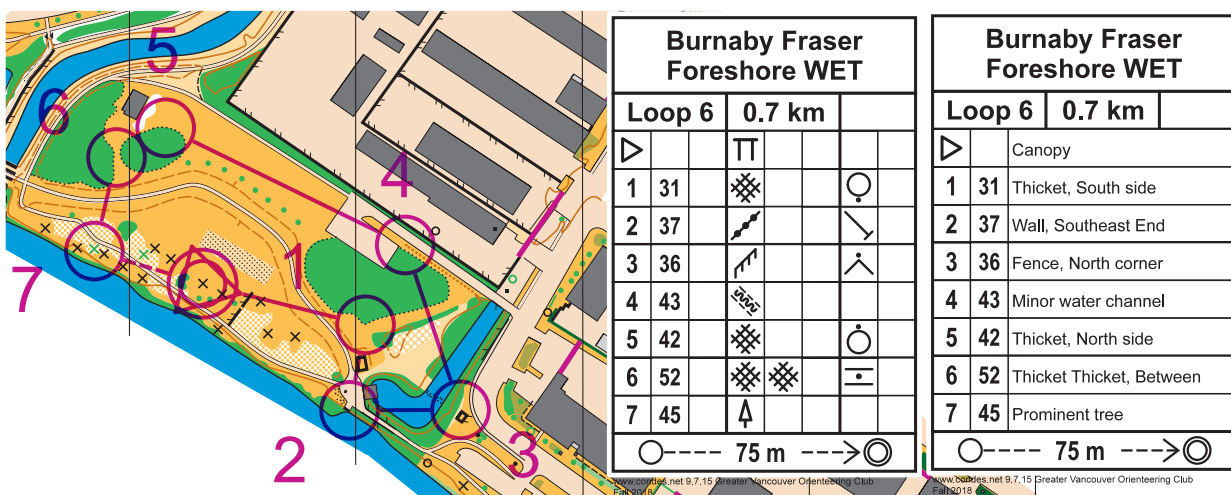 5
6
4
1
7
2
3
Burnaby Fraser
Foreshore WET
Loop 6 0.7 km
1 31
2 37
3 36
4 43
5 42
6 52
7 45
75 m
www.condes.net 9.7.15 Greater Vancouver Orienteering Club
Fall 2018
Burnaby Fraser
Foreshore WET
Loop 6 0.7 km
Canopy
1 31 Thicket, South side
2 37 Wall, Southeast End
3 36 Fence, North corner
4 43 Minor water channel
5 42 Thicket, North side
6 52 Thicket Thicket, Between
7 45 Prominent tree
75 m
www.condes.net 9.7.15 Greater Vancouver Orienteering Club
Fall 2018